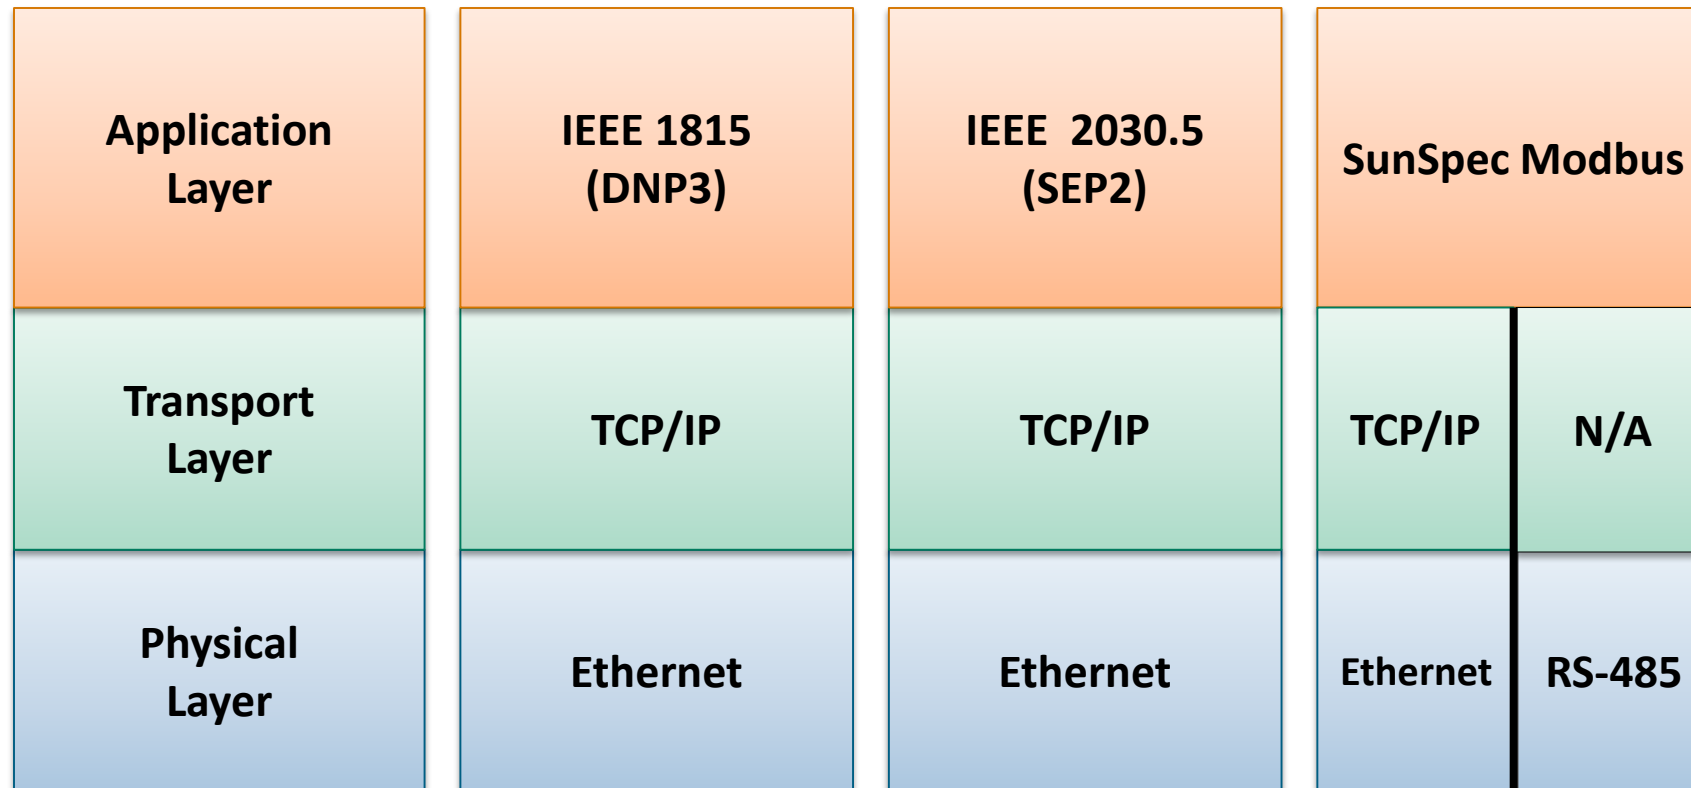 Application
Layer
IEEE 1815
(DNP3)
IEEE  2030.5
(SEP2)
SunSpec Modbus
Transport
Layer
TCP/IP
TCP/IP
TCP/IP
N/A
Physical
Layer
Ethernet
Ethernet
Ethernet
RS-485